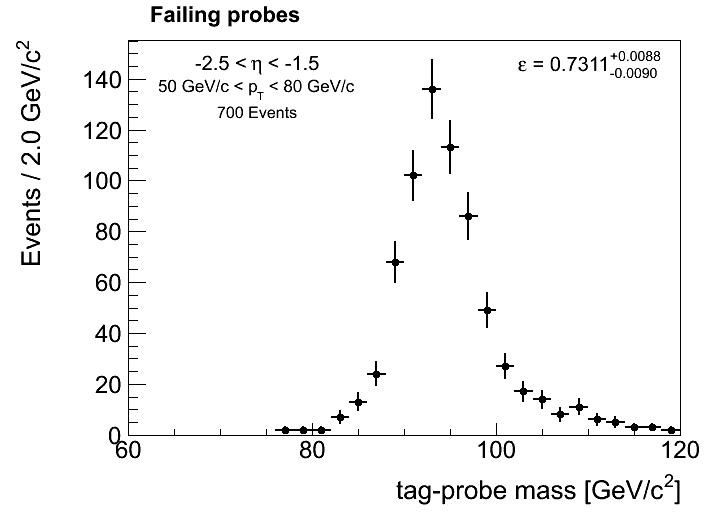 Failing probes
-2.5 < η < -1.5
50 GeV/c < p_T < 80 GeV/c
700 Events
ε = 0.7311 +0.0088 -0.0090
Events / 2.0 GeV/c²
140
120
100
80
60
40
20
0
60 80 100 120
tag-probe mass [GeV/c²]